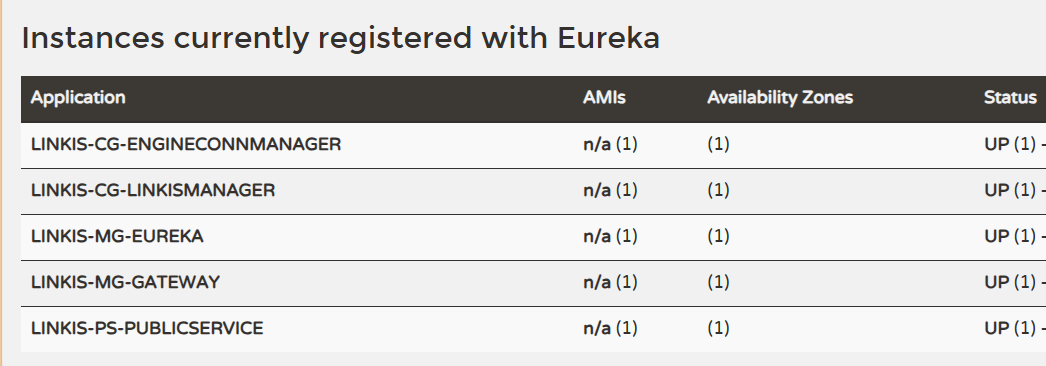 Instances currently registered with Eureka
Application AMIs Availability Zones Status
LINKIS-CG-ENGINECONNMANAGER n/a (1) (1) UP (1) -
LINKIS-CG-LINKISMANAGER n/a (1) (1) UP (1) -
LINKIS-MG-EUREKA n/a (1) (1) UP (1) -
LINKIS-MG-GATEWAY n/a (1) (1) UP (1) -
LINKIS-PS-PUBLICSERVICE n/a (1) (1) UP (1) -